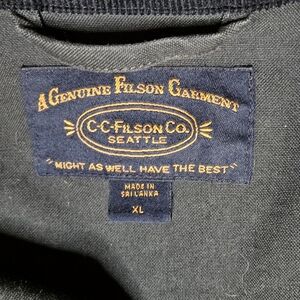 A GENUINE FILSON GARMENT
C·C·FILSON CO.
SEATTLE
"MIGHT AS WELL HAVE THE BEST"
MADE IN
SRI LANKA
XL